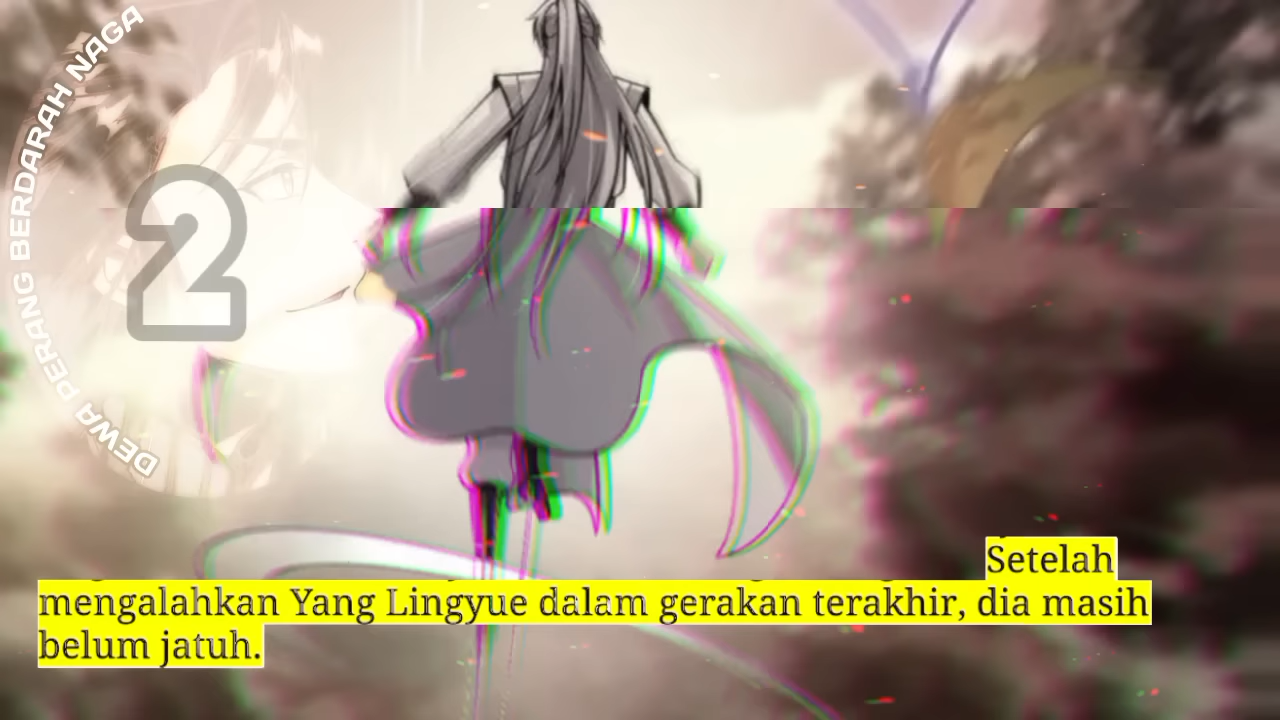 DEWA PERANG BERDARAH NAGA
2
Setelah
mengalahkan Yang Lingyue dalam gerakan terakhir, dia masih
belum jatuh.